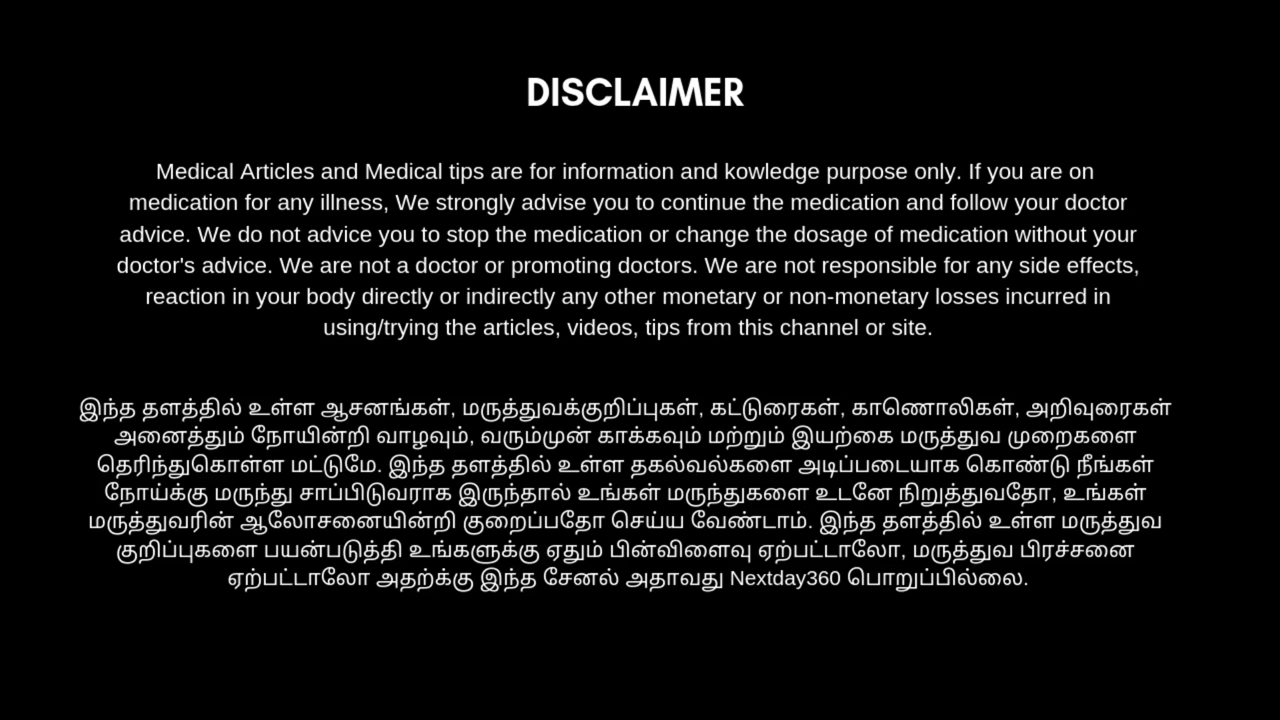 DISCLAIMER
Medical Articles and Medical tips are for information and kowledge purpose only. If you are on
medication for any illness, We strongly advise you to continue the medication and follow your doctor
advice. We do not advice you to stop the medication or change the dosage of medication without your
doctor's advice. We are not a doctor or promoting doctors. We are not responsible for any side effects,
reaction in your body directly or indirectly any other monetary or non-monetary losses incurred in
using/trying the articles, videos, tips from this channel or site.
இந்த தளத்தில் உள்ள ஆசனங்கள், மருத்துவக்குறிப்புகள், கட்டுரைகள், காணொலிகள், அறிவுரைகள்
அனைத்தும் நோயின்றி வாழவும், வரும்முன் காக்கவும் மற்றும் இயற்கை மருத்துவ முறைகளை
தெரிந்துகொள்ள மட்டுமே. இந்த தளத்தில் உள்ள தகல்வல்களை அடிப்படையாக கொண்டு நீங்கள்
நோய்க்கு மருந்து சாப்பிடுவராக இருந்தால் உங்கள் மருந்துகளை உடனே நிறுத்துவதோ, உங்கள்
மருத்துவரின் ஆலோசனையின்றி குறைப்பதோ செய்ய வேண்டாம். இந்த தளத்தில் உள்ள மருத்துவ
குறிப்புகளை பயன்படுத்தி உங்களுக்கு ஏதும் பின்விளைவு ஏற்பட்டாலோ, மருத்துவ பிரச்சனை
ஏற்பட்டாலோ அதற்க்கு இந்த சேனல் அதாவது Nextday360 பொறுப்பில்லை.